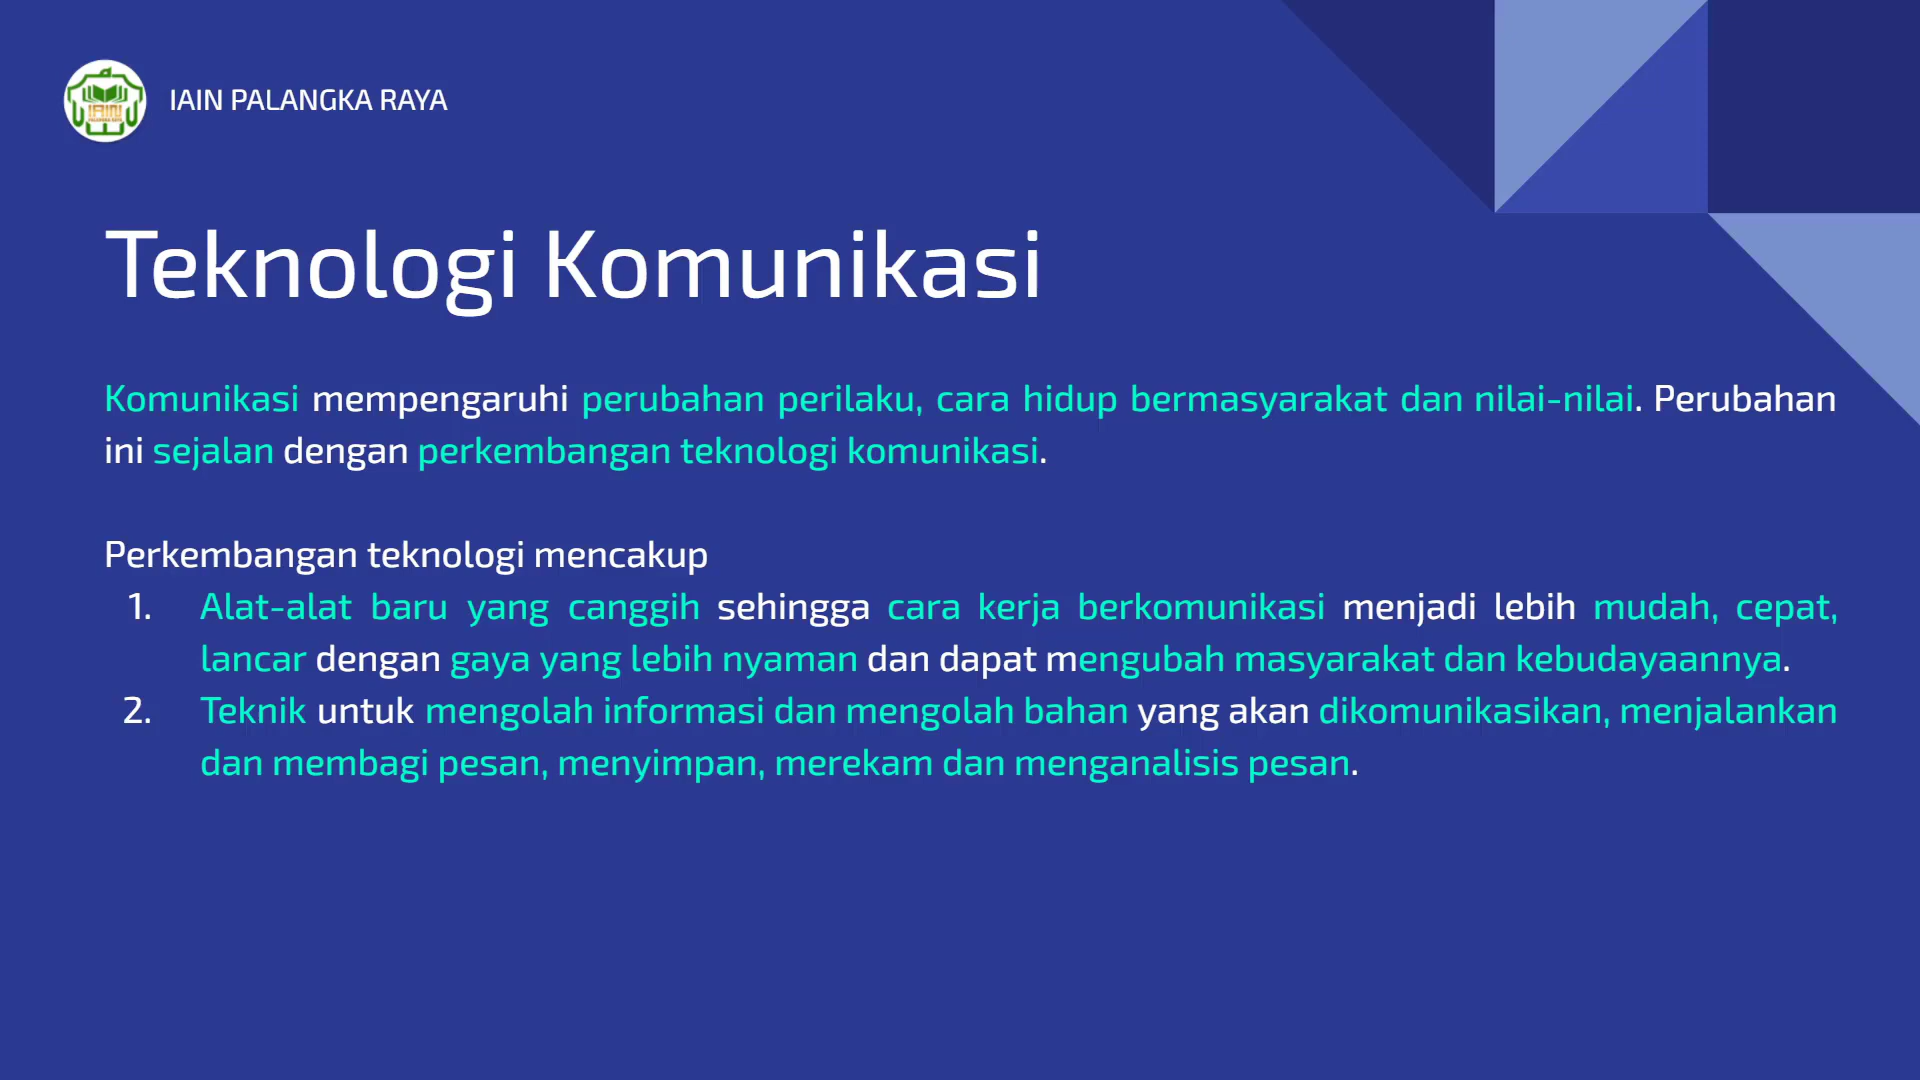 IAIN PALANGKA RAYA
Teknologi Komunikasi
Komunikasi mempengaruhi perubahan perilaku, cara hidup bermasyarakat dan nilai-nilai. Perubahan
ini sejalan dengan perkembangan teknologi komunikasi.
Perkembangan teknologi mencakup
1. Alat-alat baru yang canggih sehingga cara kerja berkomunikasi menjadi lebih mudah, cepat,
lancar dengan gaya yang lebih nyaman dan dapat mengubah masyarakat dan kebudayaannya.
2. Teknik untuk mengolah informasi dan mengolah bahan yang akan dikomunikasikan, menjalankan
dan membagi pesan, menyimpan, merekam dan menganalisis pesan.